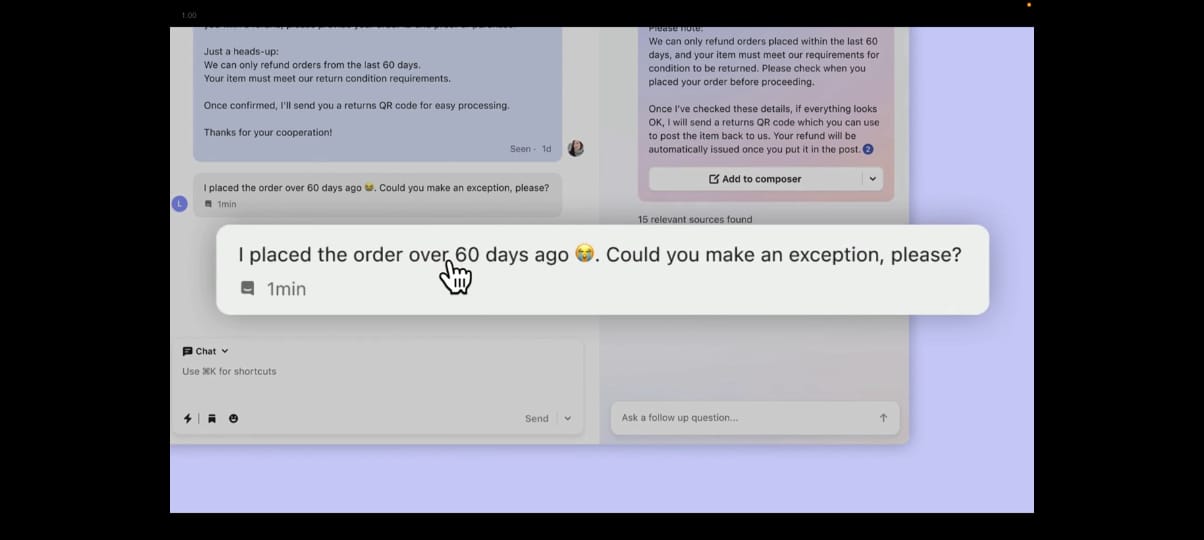 1:00
Just a heads-up:
We can only refund orders from the last 60 days.
Your item must meet our return condition requirements.
Once confirmed, I'll send you a returns QR code for easy processing.
Thanks for your cooperation!
Seen · 1d
L
I placed the order over 60 days ago 😭. Could you make an exception, please?
1min
Please note:
We can only refund orders placed within the last 60
days, and your item must meet our requirements for
condition to be returned. Please check when you
placed your order before proceeding.
Once I've checked these details, if everything looks
OK, I will send a returns QR code which you can use
to post the item back to us. Your refund will be
automatically issued once you put it in the post. 2
Add to composer
15 relevant sources found
I placed the order over 60 days ago 😭. Could you make an exception, please?
1min
Chat
Use ⌘K for shortcuts
Send
Ask a follow up question...